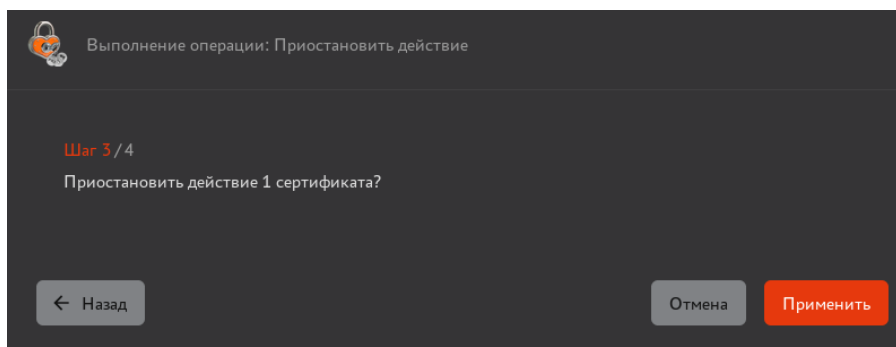 Выполнение операции: Приостановить действие
Шаг 3/4
Приостановить действие 1 сертификата?
← Назад
Отмена
Применить